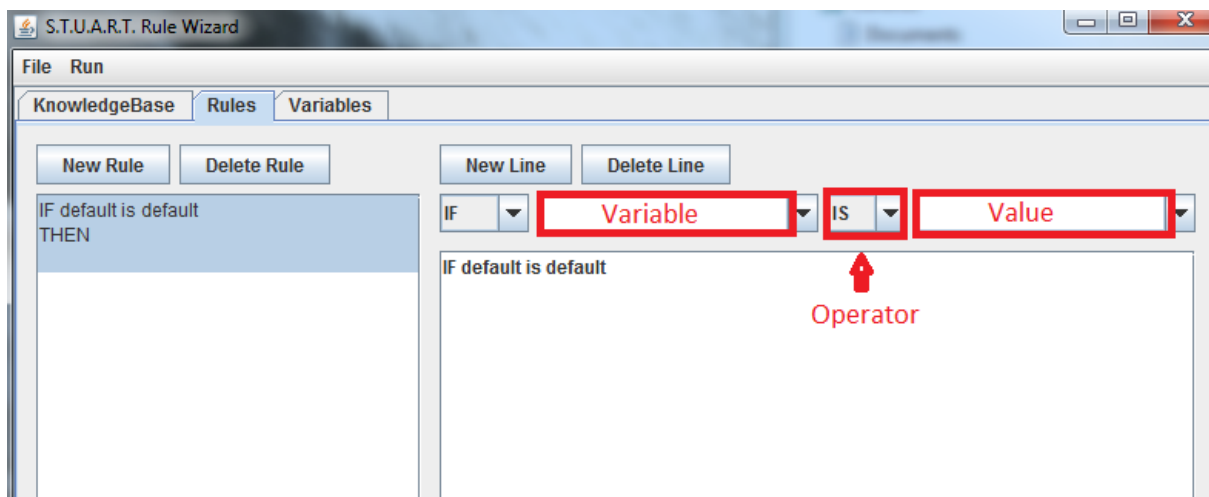 S.T.U.A.R.T. Rule Wizard
Documents
File Run
KnowledgeBase Rules Variables
New Rule Delete Rule
New Line Delete Line
IF default is default
THEN
IF Variable IS Value
IF default is default
Operator